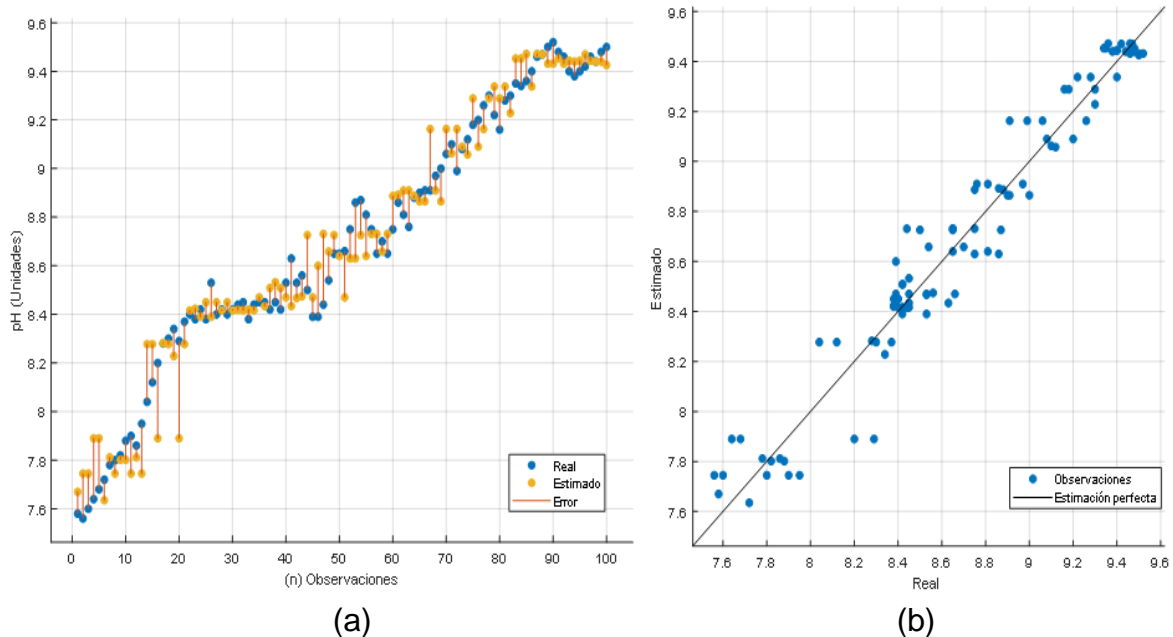 9.6
9.4
9.2
9
8.8
8.6
8.4
8.2
8
7.8
7.6
pH (Unidades)
0 10 20 30 40 50 60 70 80 90 100
(n) Observaciones
Real
Estimado
Error
(a)
9.6
9.4
9.2
9
8.8
8.6
8.4
8.2
8
7.8
7.6
Estimado
7.6 7.8 8 8.2 8.4 8.6 8.8 9 9.2 9.4 9.6
Real
Observaciones
Estimación perfecta
(b)